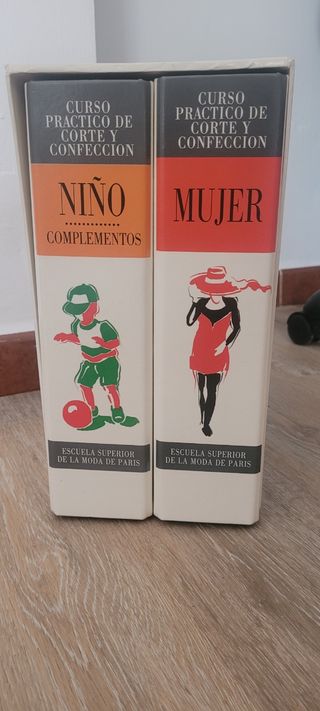 CURSO
PRACTICO DE
CORTE Y
CONFECCION
NIÑO
COMPLEMENTOS
ESCUELA SUPERIOR
DE LA MODA DE PARIS
CURSO
PRACTICO DE
CORTE Y
CONFECCION
MUJER
ESCUELA SUPERIOR
DE LA MODA DE PARIS